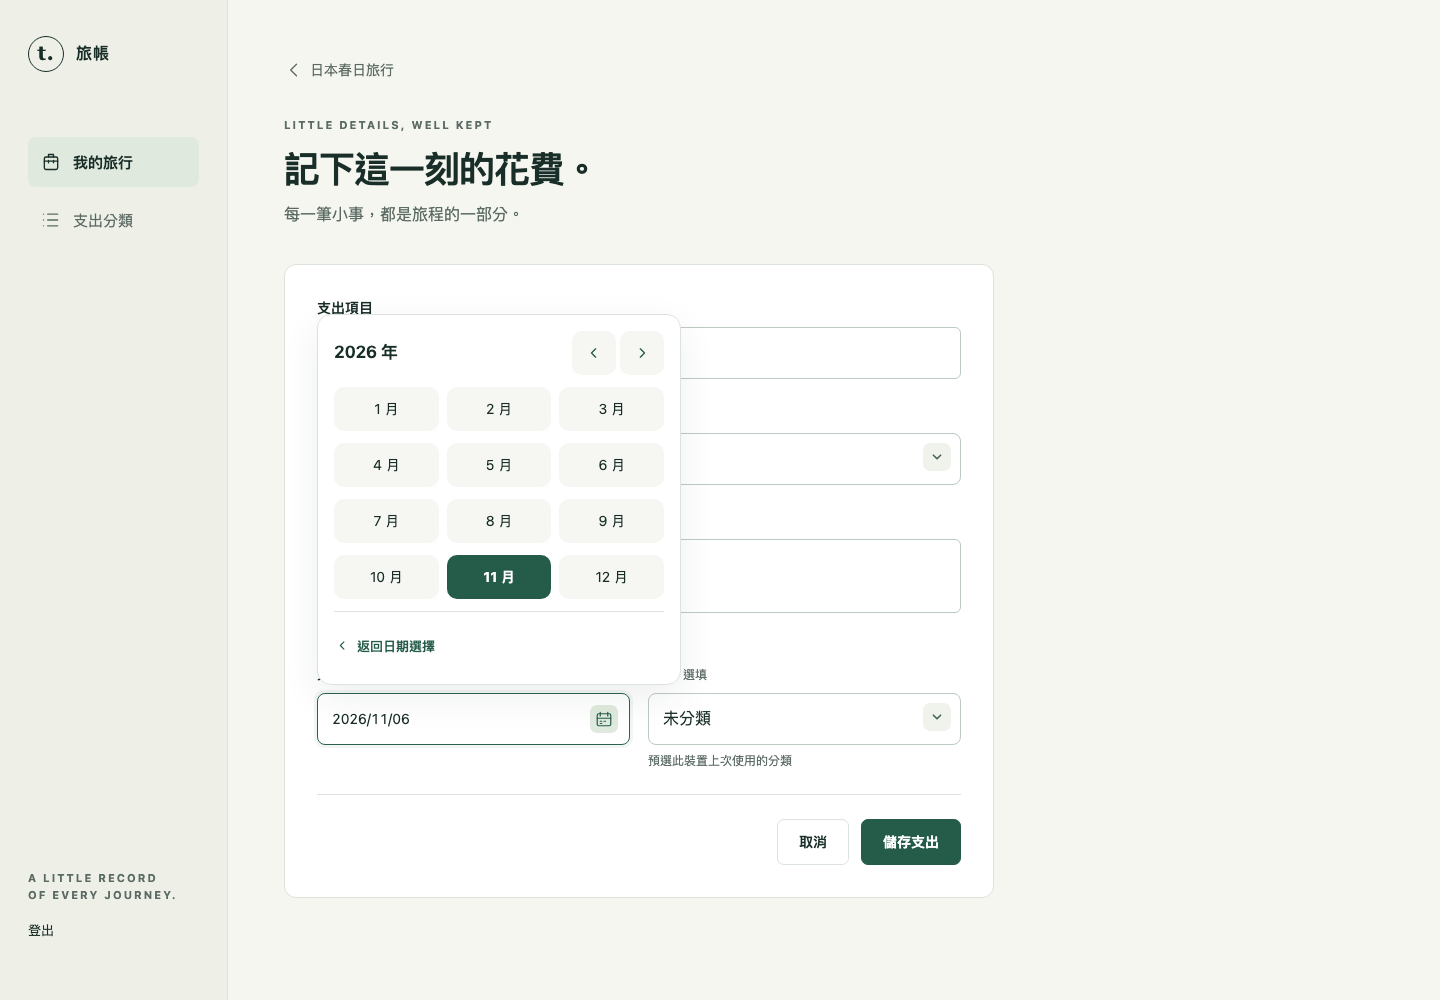 t. 旅帳
我的旅行
支出分類
A LITTLE RECORD
OF EVERY JOURNEY.
登出
日本春日旅行
LITTLE DETAILS, WELL KEPT
記下這一刻的花費。
每一筆小事，都是旅程的一部分。
支出項目
2026 年
1 月 2 月 3 月
4 月 5 月 6 月
7 月 8 月 9 月
10 月 11 月 12 月
返回日期選擇
選填
2026/11/06
未分類
預選此裝置上次使用的分類
取消 儲存支出